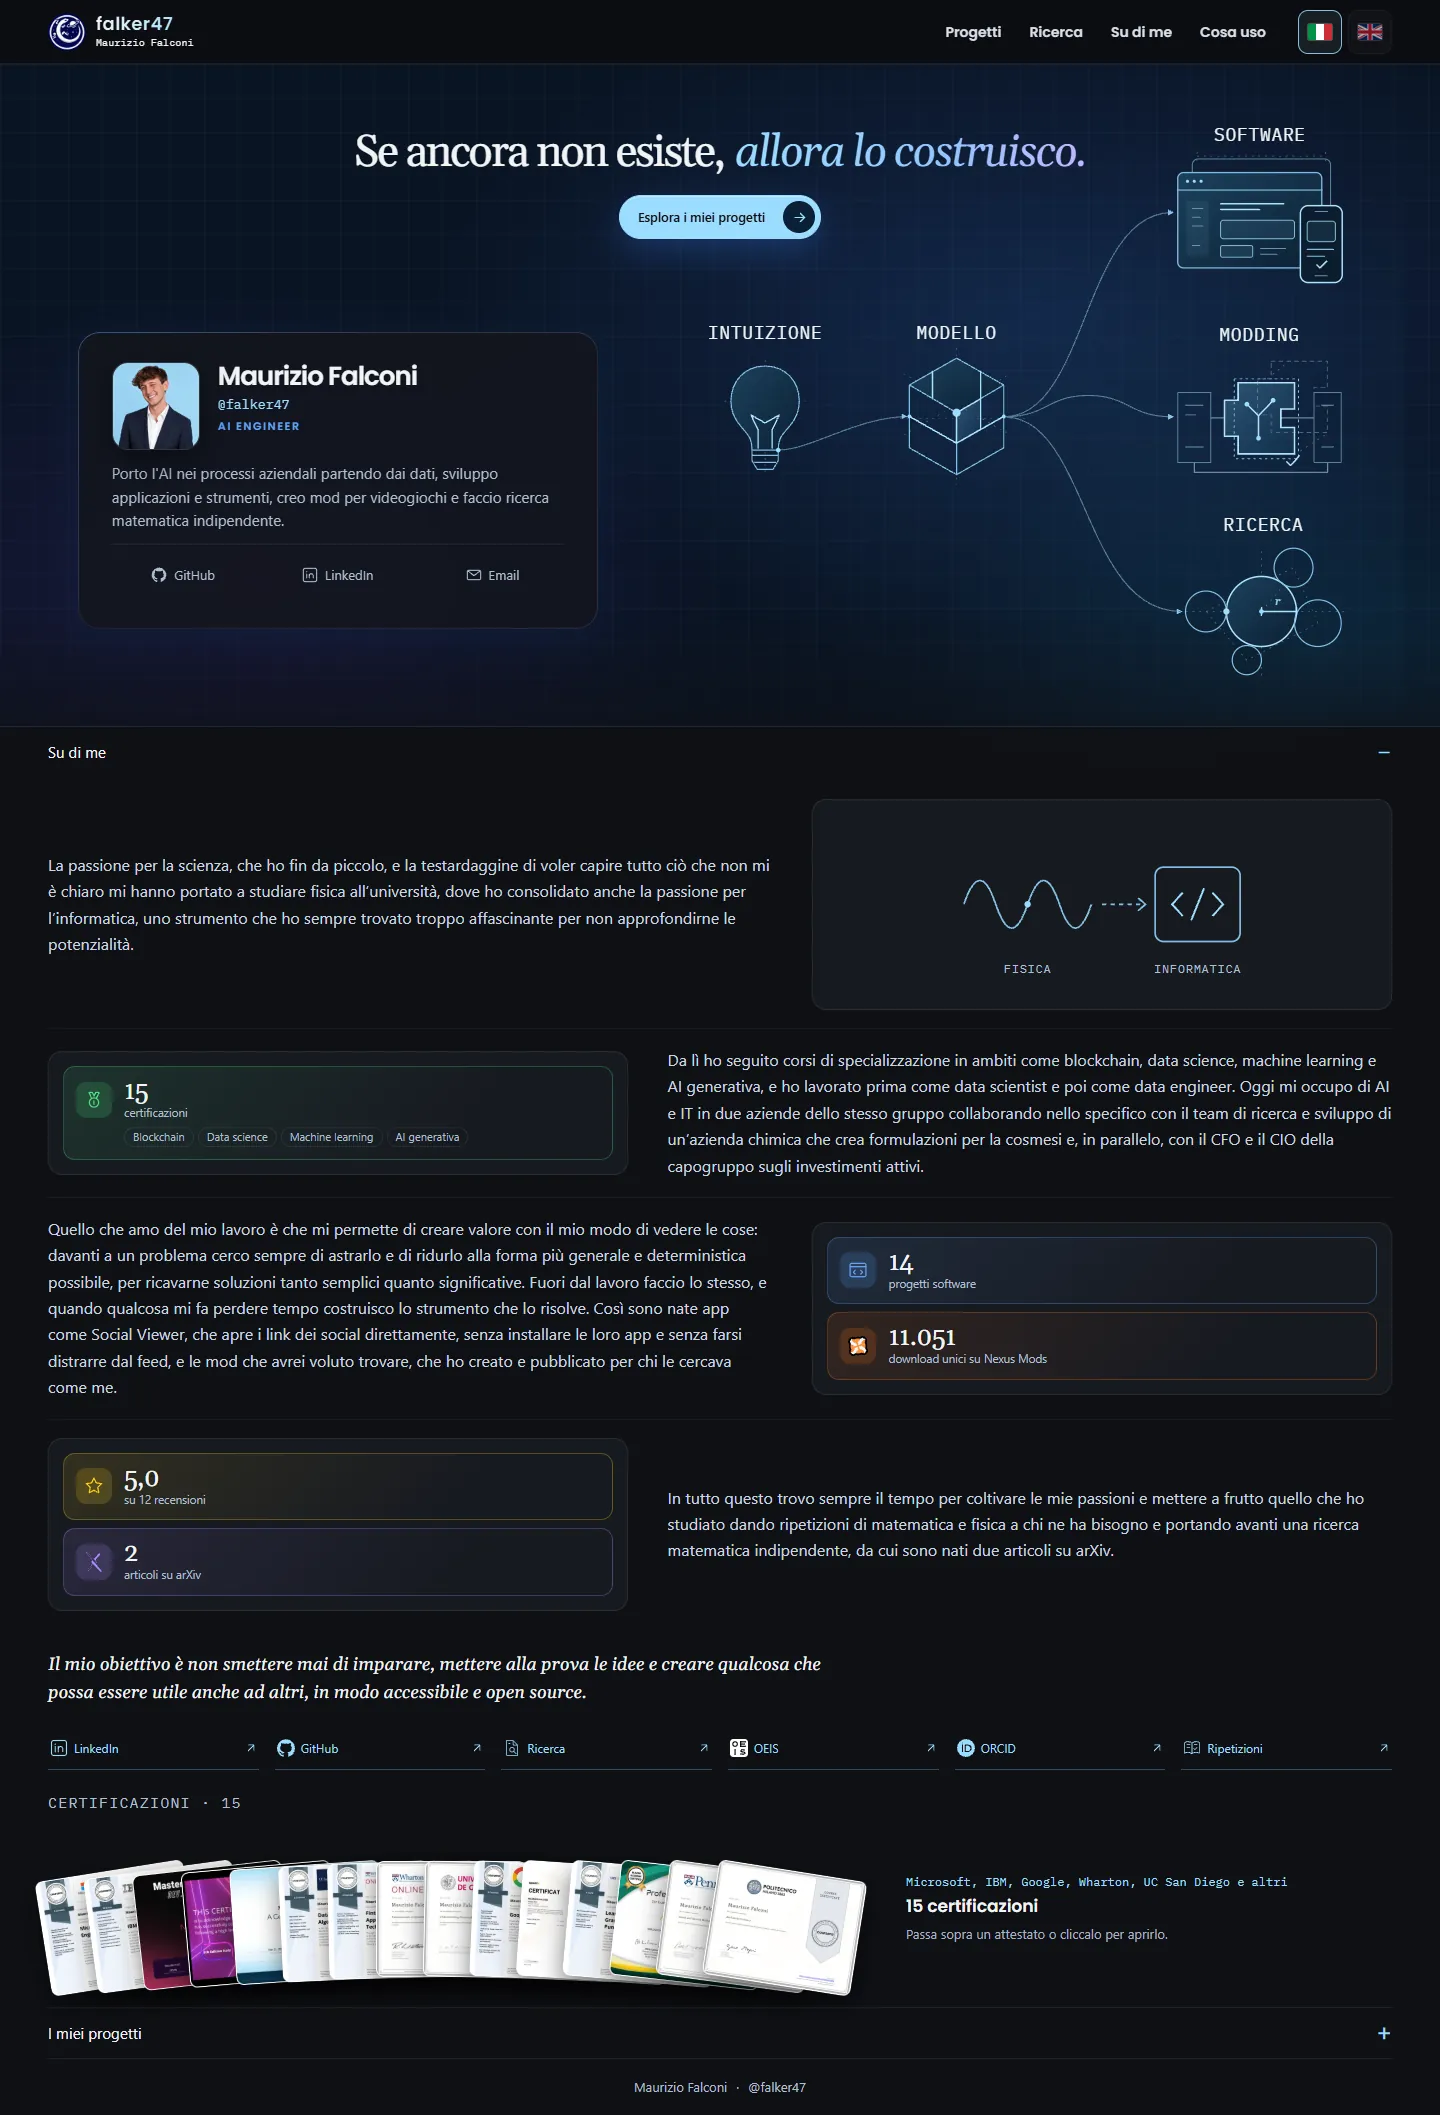 falker47
Maurizio Falconi
Progetti
Ricerca
Su di me
Cosa uso
Se ancora non esiste, allora lo costruisco.
Esplora i miei progetti
SOFTWARE
INTUIZIONE
MODELLO
MODDING
RICERCA
r
Maurizio Falconi
@falker47
AI ENGINEER
Porto l'AI nei processi aziendali partendo dai dati, sviluppo
applicazioni e strumenti, creo mod per videogiochi e faccio ricerca
matematica indipendente.
GitHub
LinkedIn
Email
Su di me
La passione per la scienza, che ho fin da piccolo, e la testardaggine di voler capire tutto ciò che non mi
è chiaro mi hanno portato a studiare fisica all'università, dove ho consolidato anche la passione per
l'informatica, uno strumento che ho sempre trovato troppo affascinante per non approfondirne le
potenzialità.
FISICA
INFORMATICA
15
certificazioni
Blockchain
Data science
Machine learning
AI generativa
Da lì ho seguito corsi di specializzazione in ambiti come blockchain, data science, machine learning e
AI generativa, e ho lavorato prima come data scientist e poi come data engineer. Oggi mi occupo di AI
e IT in due aziende dello stesso gruppo collaborando nello specifico con il team di ricerca e sviluppo di
un'azienda chimica che crea formulazioni per la cosmesi e, in parallelo, con il CFO e il CIO della
capogruppo sugli investimenti attivi.
Quello che amo del mio lavoro è che mi permette di creare valore con il mio modo di vedere le cose:
davanti a un problema cerco sempre di astrarlo e di ridurlo alla forma più generale e deterministica
possibile, per ricavarne soluzioni tanto semplici quanto significative. Fuori dal lavoro faccio lo stesso, e
quando qualcosa mi fa perdere tempo costruisco lo strumento che lo risolve. Così sono nate app
come Social Viewer, che apre i link dei social direttamente, senza installare le loro app e senza farsi
distrarre dal feed, e le mod che avrei voluto trovare, che ho creato e pubblicato per chi le cercava
come me.
14
progetti software
11.051
download unici su Nexus Mods
5,0
su 12 recensioni
2
articoli su arXiv
In tutto questo trovo sempre il tempo per coltivare le mie passioni e mettere a frutto quello che ho
studiato dando ripetizioni di matematica e fisica a chi ne ha bisogno e portando avanti una ricerca
matematica indipendente, da cui sono nati due articoli su arXiv.
Il mio obiettivo è non smettere mai di imparare, mettere alla prova le idee e creare qualcosa che
possa essere utile anche ad altri, in modo accessibile e open source.
LinkedIn
GitHub
Ricerca
OEIS
OEIS
iD
ORCID
Ripetizioni
CERTIFICAZIONI · 15
Wharton
ONLINE
CERTIFICAT
POLITECNICO
Maurizio Falconi
Microsoft, IBM, Google, Wharton, UC San Diego e altri
15 certificazioni
Passa sopra un attestato o cliccalo per aprirlo.
I miei progetti
Maurizio Falconi · @falker47